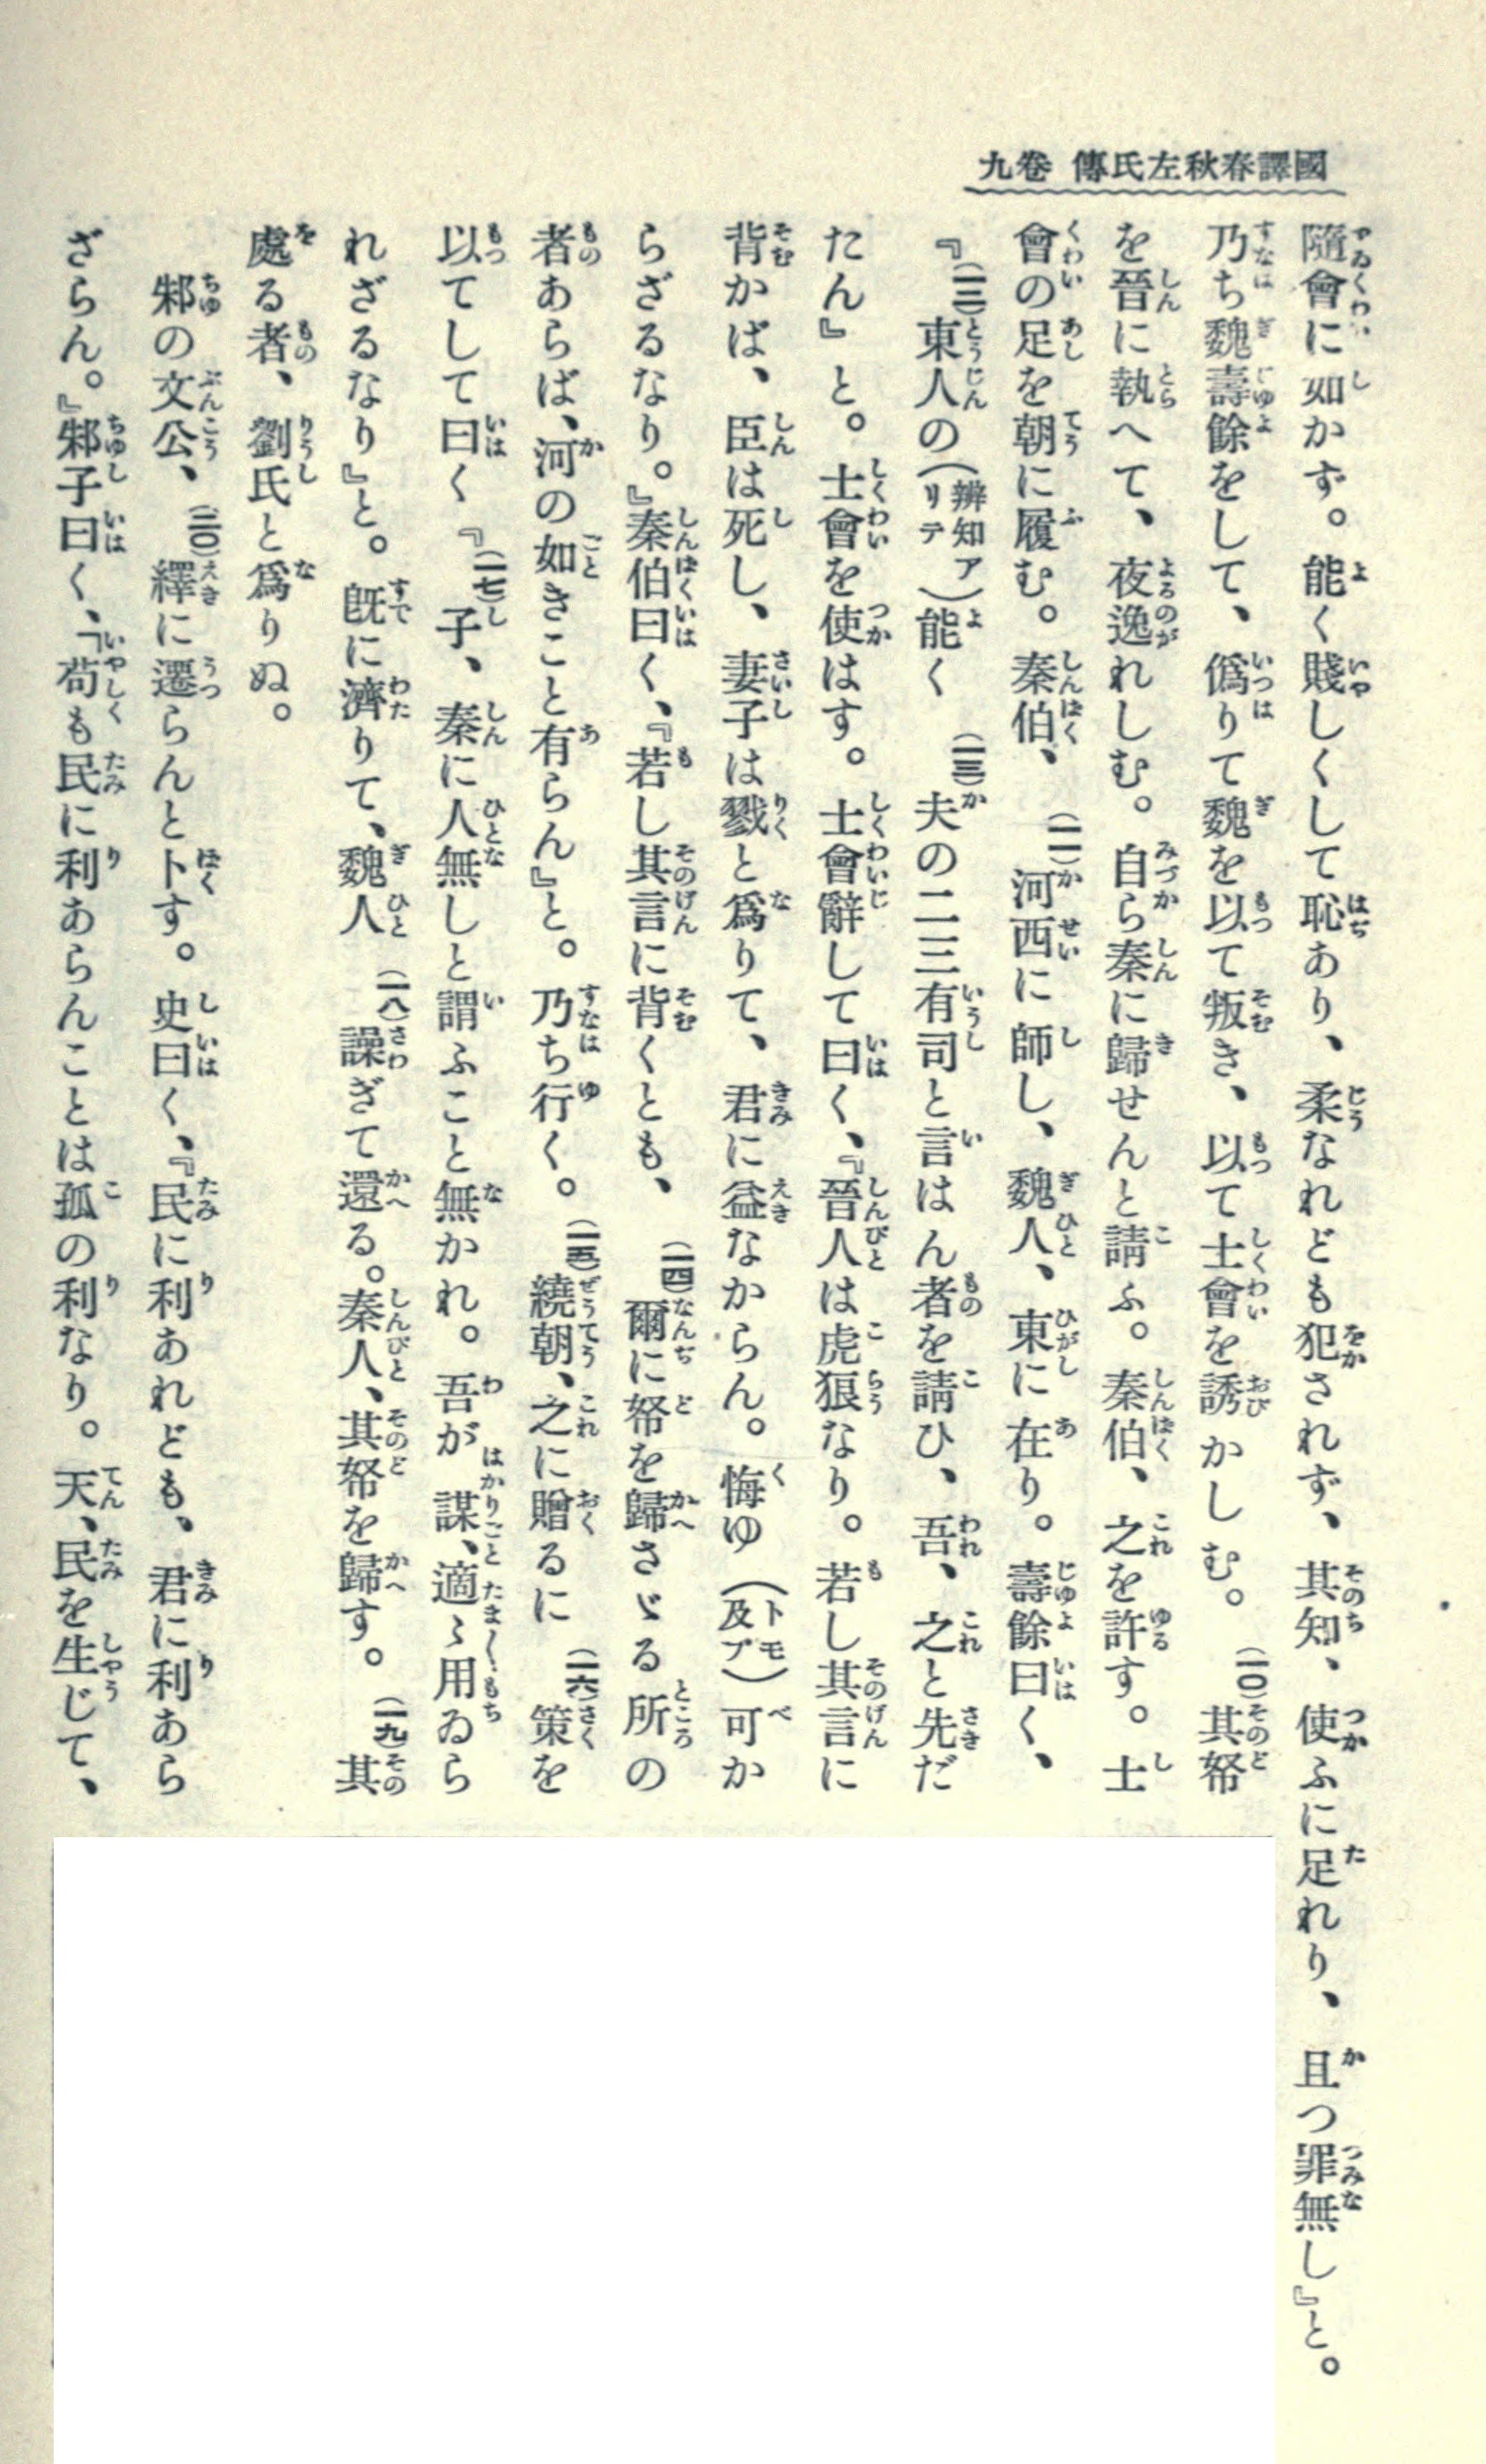 國譯春秋左氏傳 卷九
隨會に如かず。能く賤しくして恥あり、柔なれども犯されず、其知、使ふに足れり、且つ罪無し』と。
乃ち魏壽餘をして、僞りて魏を以て叛き、以て士會を誘かしむ。(一〇)其帑
を晉に執へて、夜逸れしむ。自ら秦に歸せんと請ふ。秦伯、之を許す。士
會の足を朝に履む。秦伯、(一一)河西に師し、魏人、東に在り。壽餘曰く、
『(一二)東人の(辨知アリテ)能く(一三)夫の二三有司と言はん者を請ひ、吾、之と先だ
たん』と。士會を使はす。士會辭して曰く、『晉人は虎狼なり。若し其言に
背かば、臣は死し、妻子は戮と爲りて、君に益なからん。悔ゆ(トモ及ブ)可か
らざるなり。』秦伯曰く、『若し其言に背くとも、(一四)爾に帑を歸さゞる所の
者あらば、河の如きこと有らん』と。乃ち行く。(一五)繞朝、之に贈るに(一六)策を
以てして曰く『(一七)子、秦に人無しと謂ふこと無かれ。吾が謀、適〻用ゐら
れざるなり』と。旣に濟りて、魏人(一八)譟ぎて還る。秦人、其帑を歸す。(一九)其
處る者、劉氏と爲りぬ。
邾の文公、(二〇)繹に遷らんと卜す。史曰く、『民に利あれども、君に利あら
ざらん。』邾子曰く、『苟も民に利あらんことは孤の利なり。天、民を生じて、